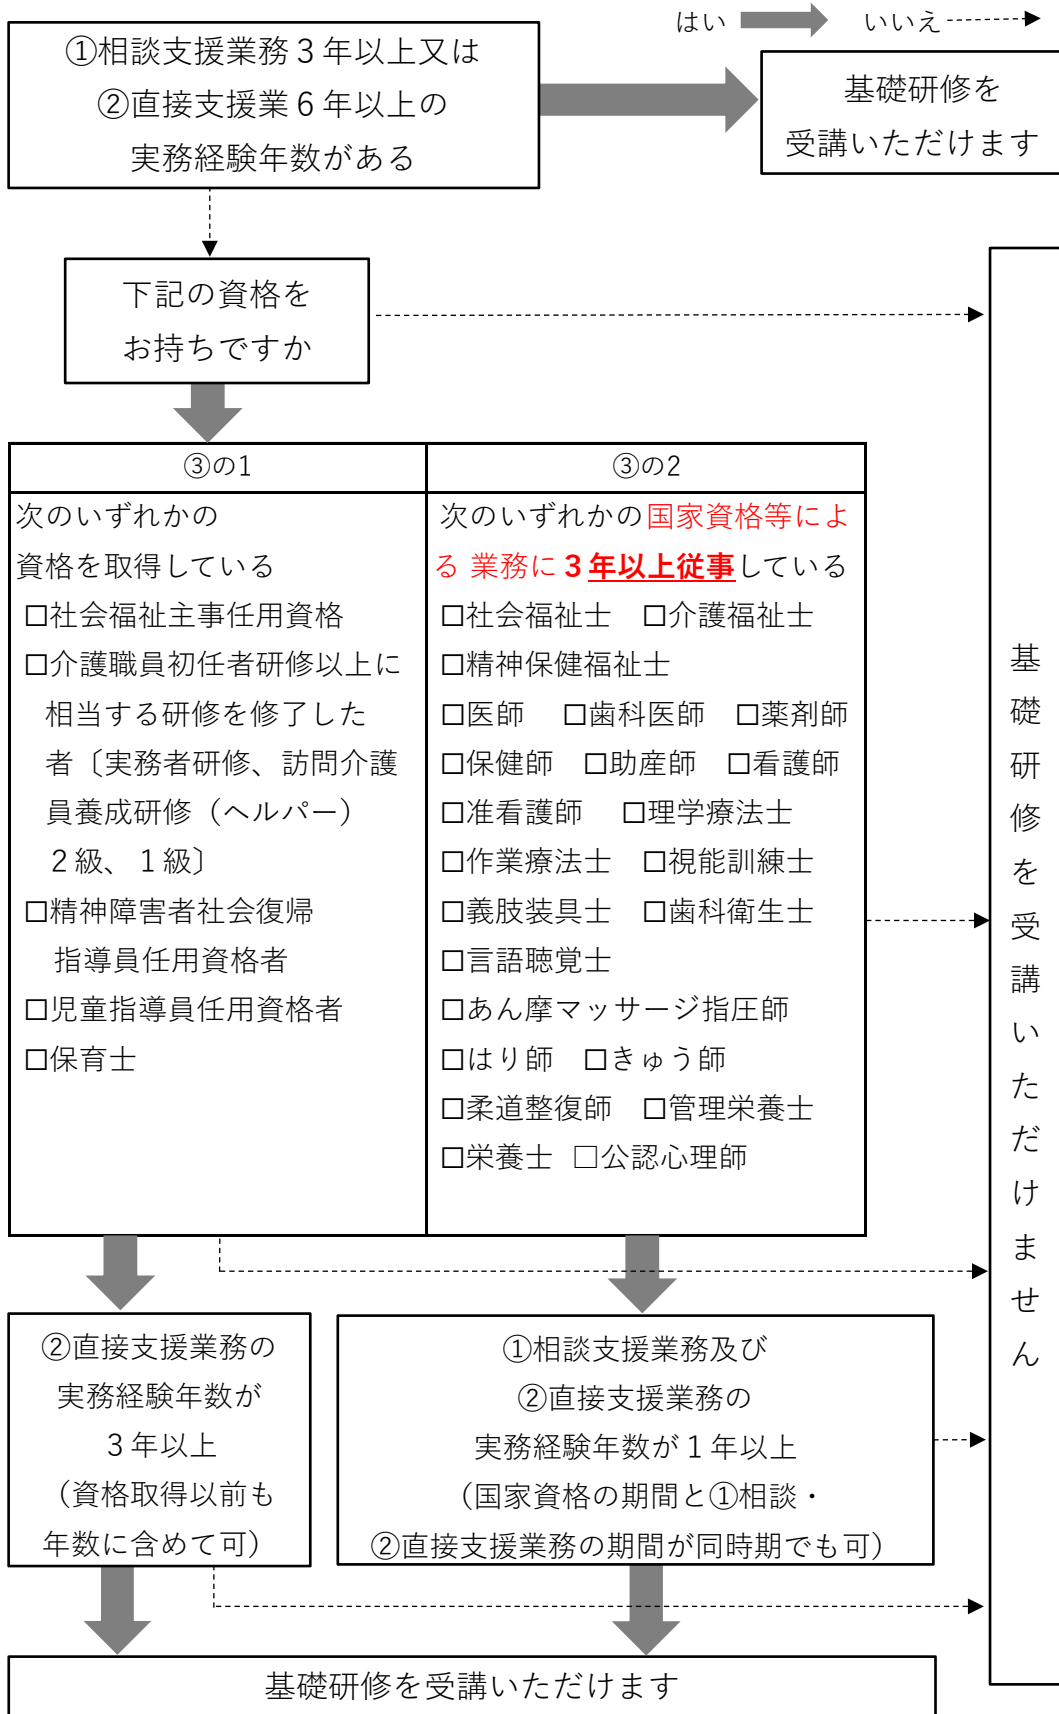 はい いいえ
①相談支援業務３年以上又は
②直接支援業６年以上の
実務経験年数がある
基礎研修を
受講いただけます
下記の資格を
お持ちですか
③の1
次のいずれかの
資格を取得している
□社会福祉主事任用資格
□介護職員初任者研修以上に
相当する研修を修了した
者〔実務者研修、訪問介護
員養成研修（ヘルパー）
２級、１級〕
□精神障害者社会復帰
指導員任用資格者
□児童指導員任用資格者
□保育士
③の2
次のいずれかの国家資格等によ
る 業務に３年以上従事している
□社会福祉士 □介護福祉士
□精神保健福祉士
□医師 □歯科医師 □薬剤師
□保健師 □助産師 □看護師
□准看護師 □理学療法士
□作業療法士 □視能訓練士
□義肢装具士 □歯科衛生士
□言語聴覚士
□あん摩マッサージ指圧師
□はり師 □きゅう師
□柔道整復師 □管理栄養士
□栄養士 □公認心理師
基礎研修を受講いただけません
②直接支援業務の
実務経験年数が
３年以上
（資格取得以前も
年数に含めて可）
①相談支援業務及び
②直接支援業務の
実務経験年数が１年以上
（国家資格の期間と①相談・
②直接支援業務の期間が同時期でも可）
基礎研修を受講いただけます